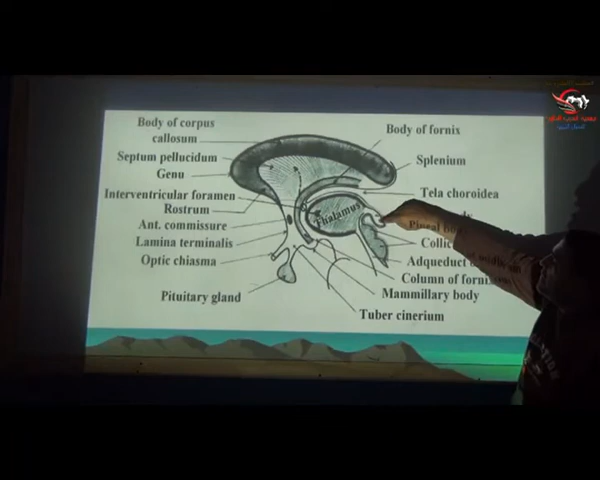 Body of corpus
callosum
Septum pellucidum
Genu
Interventricular foramen
Rostrum
Ant. commissure
Lamina terminalis
Optic chiasma
Pituitary gland
Thalamus
Body of fornix
Splenium
Tela choroidea
Pineal
Collic
Adqueduct
Column of fornix
Mammillary body
Tuber cinerium